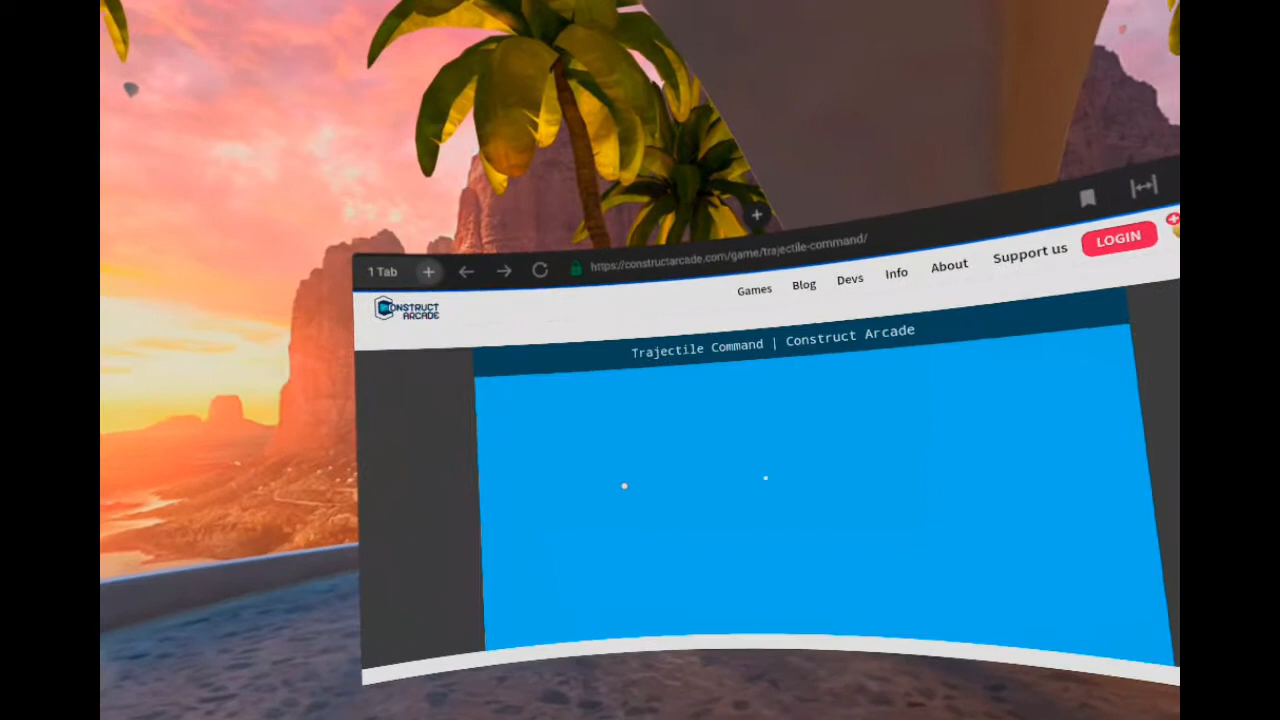 1 Tab
https://constructarcade.com/game/trajectile-command/
CONSTRUCT
ARCADE
Games Blog Devs Info About Support us LOGIN
Trajectile Command | Construct Arcade